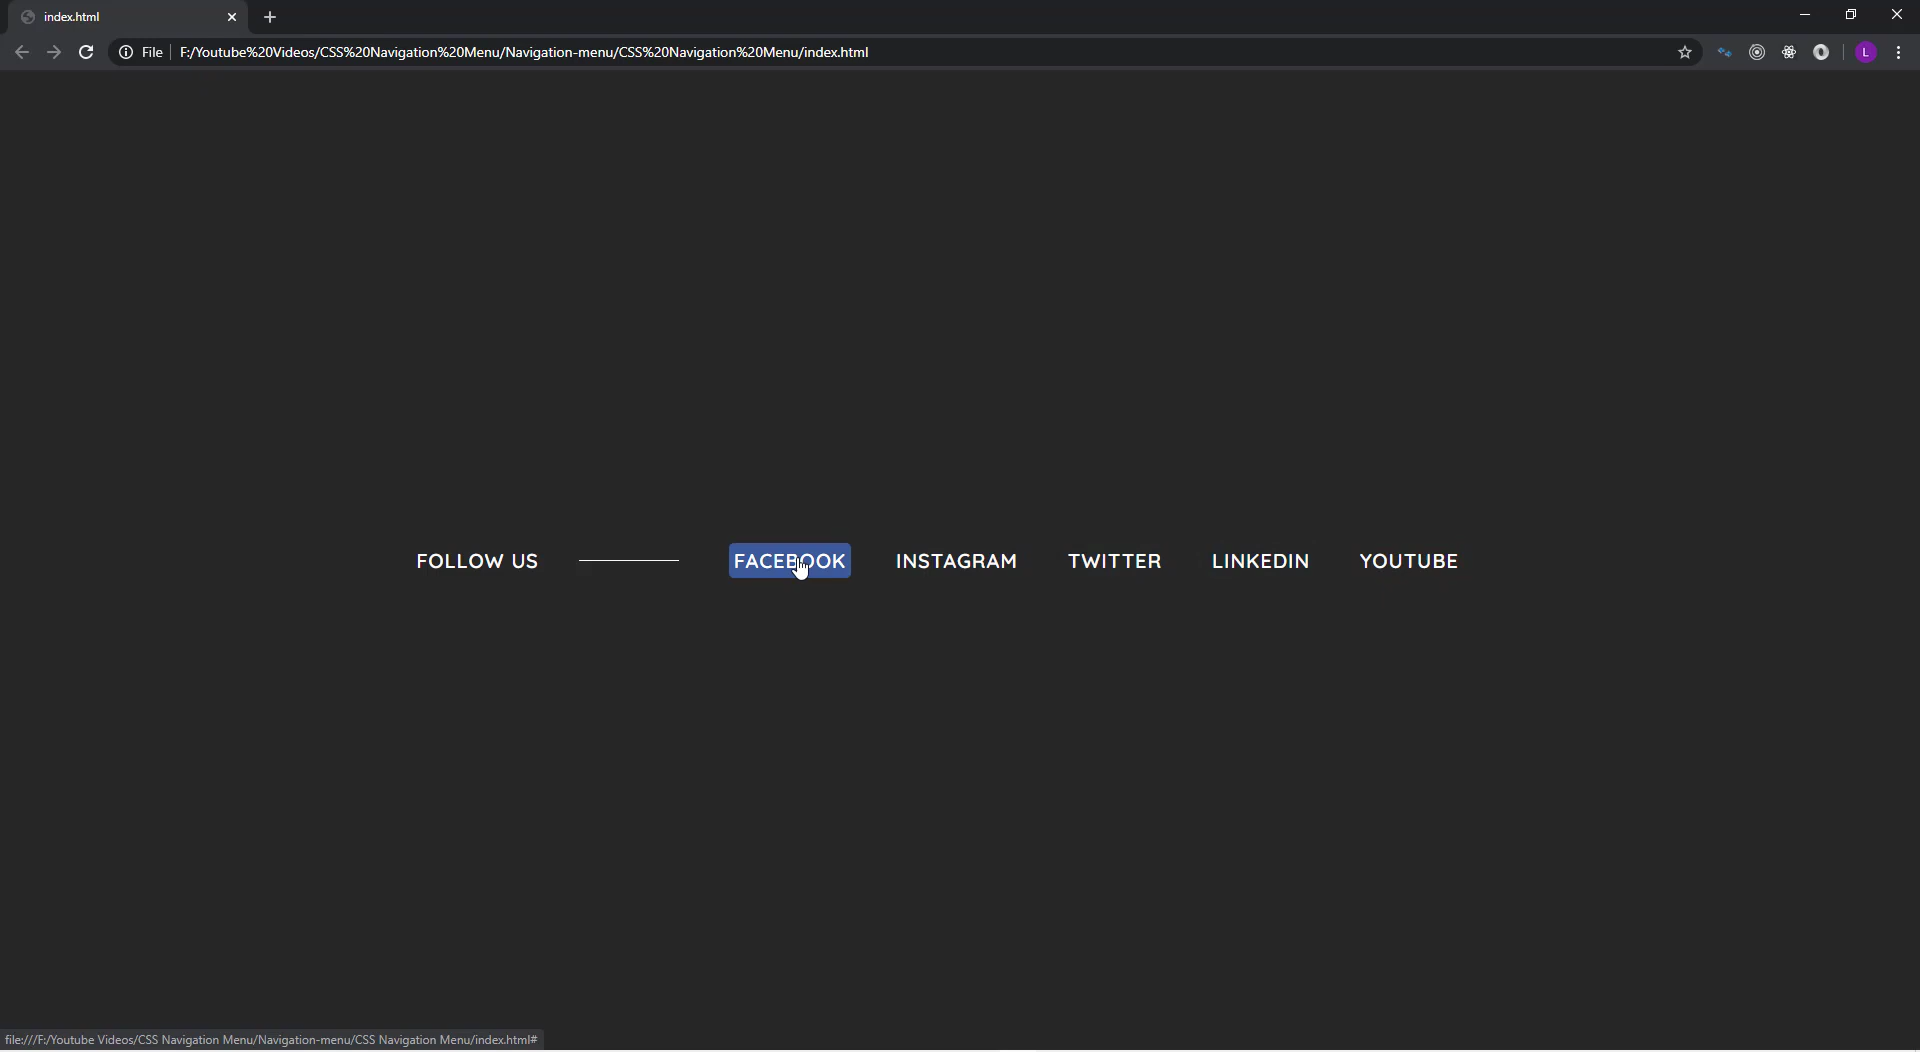 index.html
File F:/Youtube%20Videos/CSS%20Navigation%20Menu/Navigation-menu/CSS%20Navigation%20Menu/index.html
L
FOLLOW US FACEBOOK INSTAGRAM TWITTER LINKEDIN YOUTUBE
file:///F:/Youtube Videos/CSS Navigation Menu/Navigation-menu/CSS Navigation Menu/index.html#